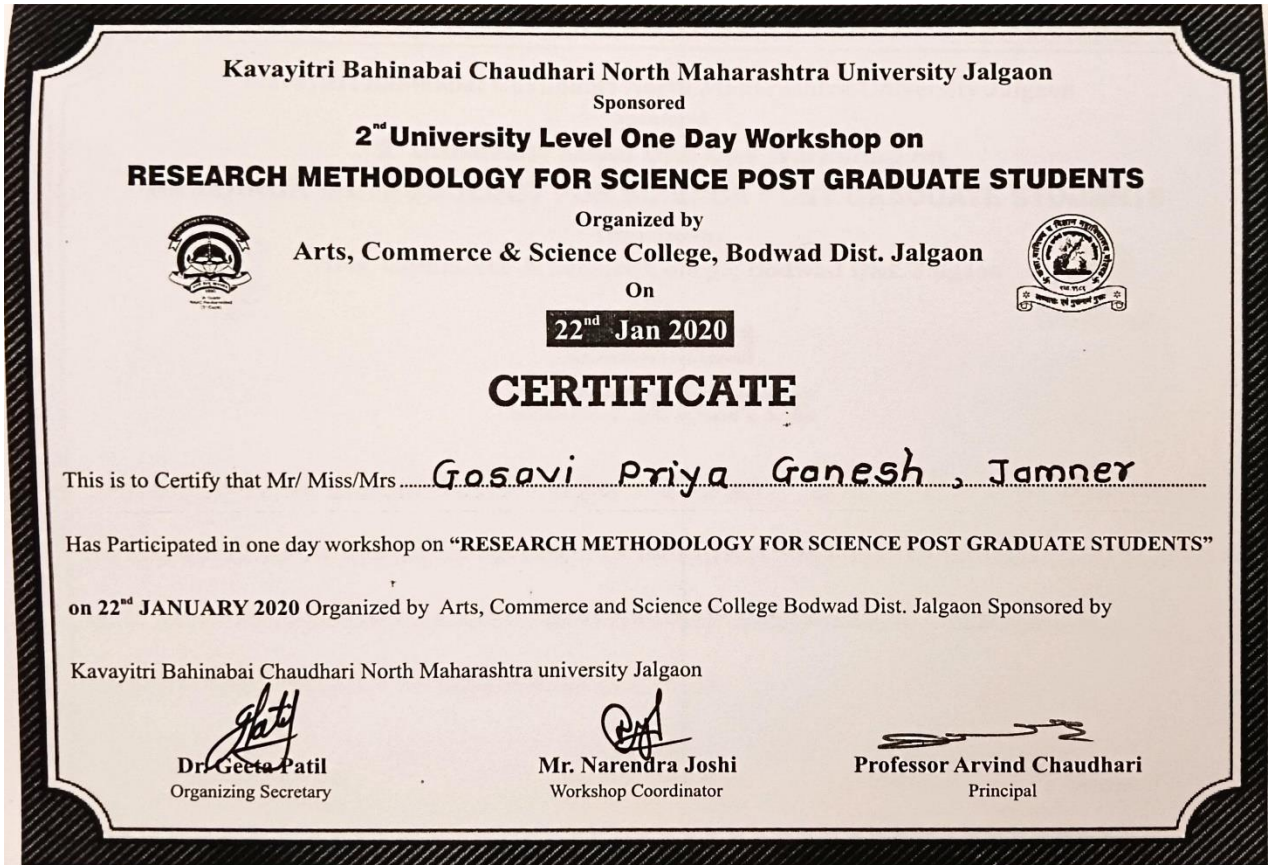 Kavayitri Bahinabai Chaudhari North Maharashtra University Jalgaon
Sponsored
2nd University Level One Day Workshop on
RESEARCH METHODOLOGY FOR SCIENCE POST GRADUATE STUDENTS
Organized by
Arts, Commerce & Science College, Bodwad Dist. Jalgaon
On
22nd Jan 2020
CERTIFICATE
This is to Certify that Mr/ Miss/Mrs ..... Gosavi Priya Ganesh , Jamner
Has Participated in one day workshop on “RESEARCH METHODOLOGY FOR SCIENCE POST GRADUATE STUDENTS”
on 22nd JANUARY 2020 Organized by Arts, Commerce and Science College Bodwad Dist. Jalgaon Sponsored by
Kavayitri Bahinabai Chaudhari North Maharashtra university Jalgaon
Dr. Geeta Patil Mr. Narendra Joshi Professor Arvind Chaudhari
Organizing Secretary Workshop Coordinator Principal